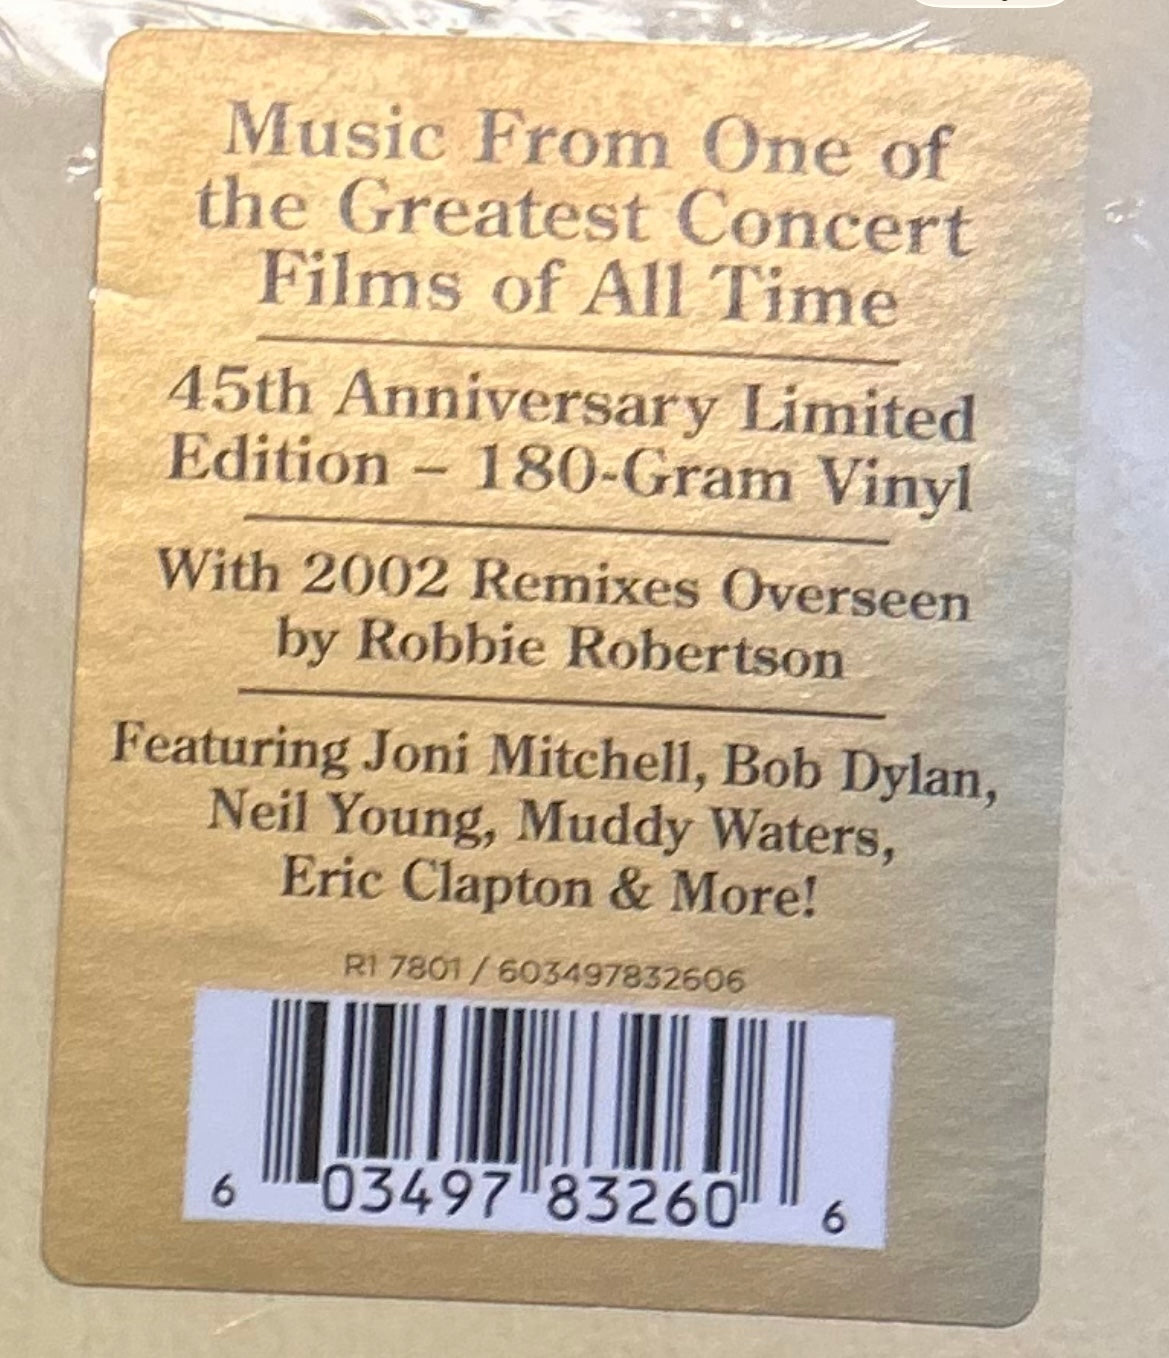 Music From One of
the Greatest Concert
Films of All Time
45th Anniversary Limited
Edition – 180-Gram Vinyl
With 2002 Remixes Overseen
by Robbie Robertson
Featuring Joni Mitchell, Bob Dylan,
Neil Young, Muddy Waters,
Eric Clapton & More!
R1 7801 / 603497832606
6 03497 83260 6